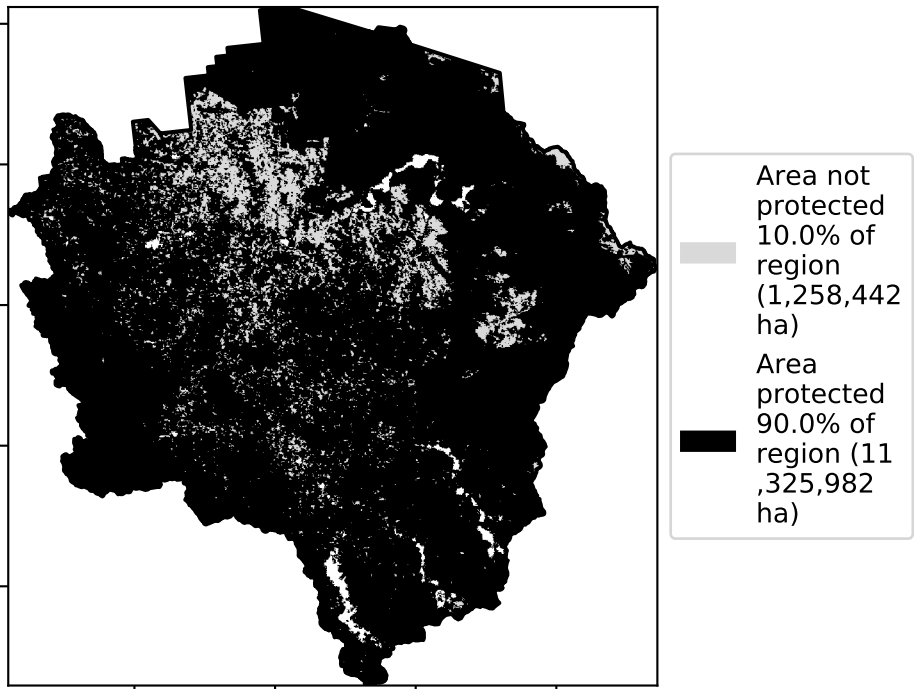 Area not
protected
10.0% of
region
(1,258,442
ha)
Area
protected
90.0% of
region (11
,325,982
ha)